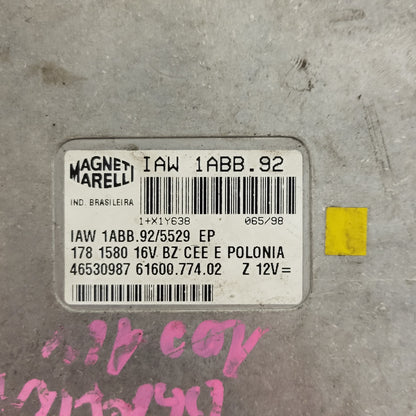 MAGNETI MARELLI
IAW 1ABB.92
IND. BRASILEIRA
1+X1Y638 065/98
IAW 1ABB.92/5529 EP
178 1580 16V BZ CEE E POLONIA
46530987 61600.774.02 Z 12V=